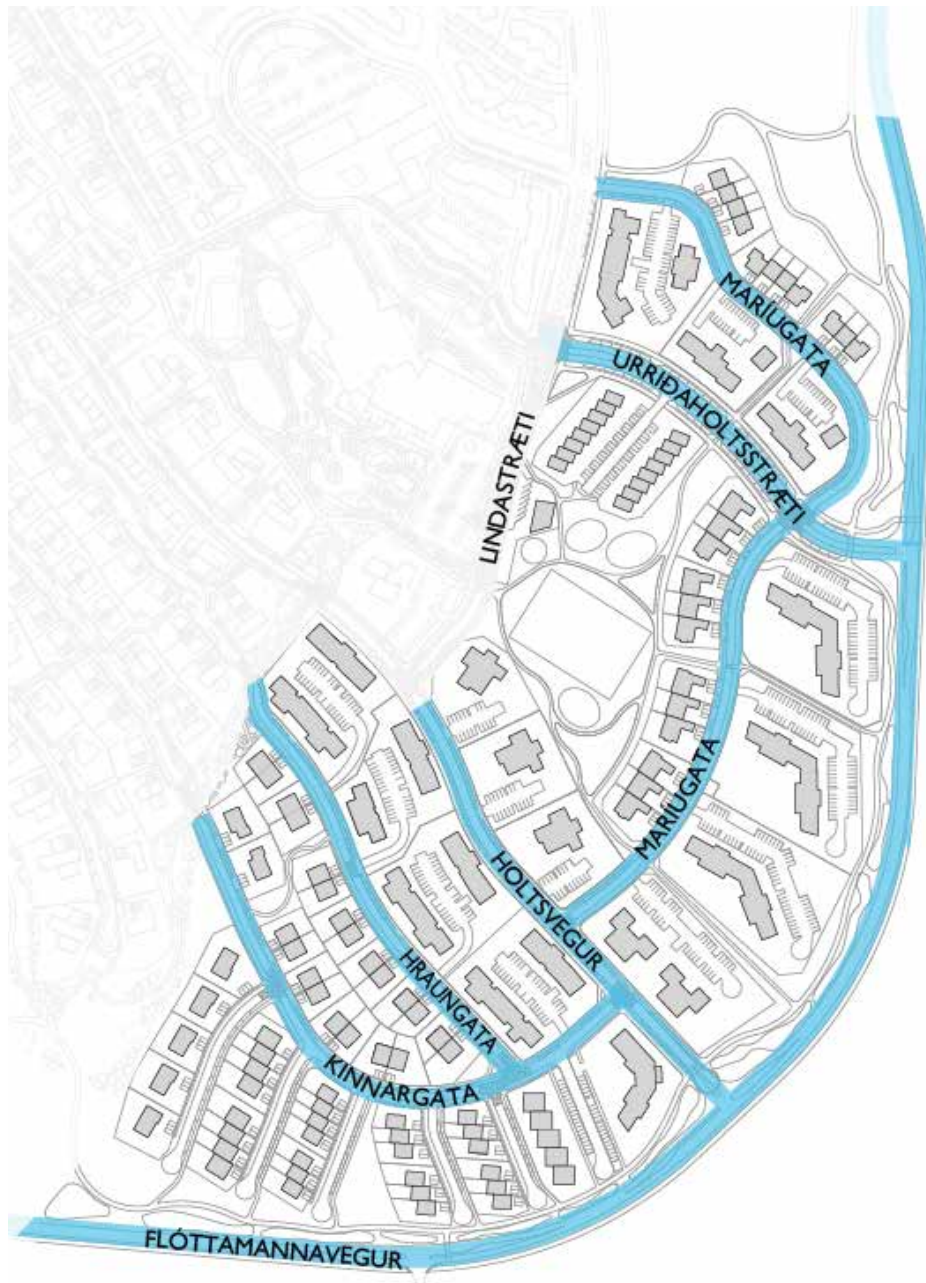 MARÍUGATA
URRIÐAHOLTSSTRÆTI
LINDASTRÆTI
MARÍUGATA
HOLTSVEGUR
HRAUNGATA
KINNARGATA
FLÓTTAMANNAVEGUR